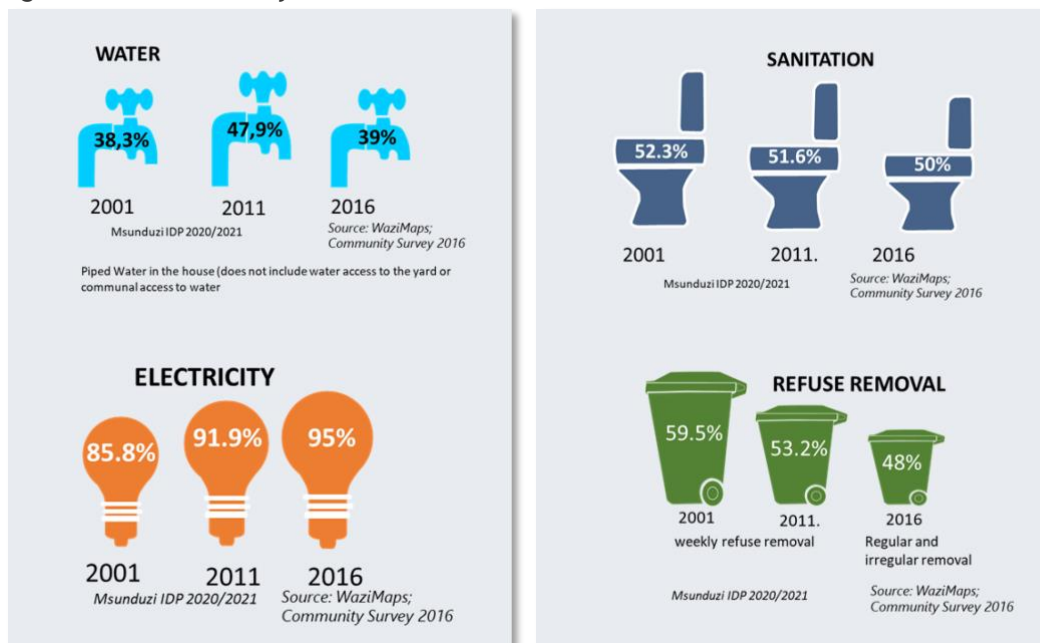 WATER
38,3%
47,9%
39%
2001
2011
2016
Msunduzi IDP 2020/2021
Source: WaziMaps;
Community Survey 2016
Piped Water in the house (does not include water access to the yard or
communal access to water
ELECTRICITY
85.8%
91.9%
95%
2001
2011
2016
Msunduzi IDP 2020/2021
Source: WaziMaps;
Community Survey 2016
SANITATION
52.3%
51.6%
50%
2001
2011.
2016
Msunduzi IDP 2020/2021
Source: WaziMaps;
Community Survey 2016
REFUSE REMOVAL
59.5%
53.2%
48%
2001
2011.
2016
weekly refuse removal
Regular and
irregular removal
Msunduzi IDP 2020/2021
Source: WaziMaps;
Community Survey 2016